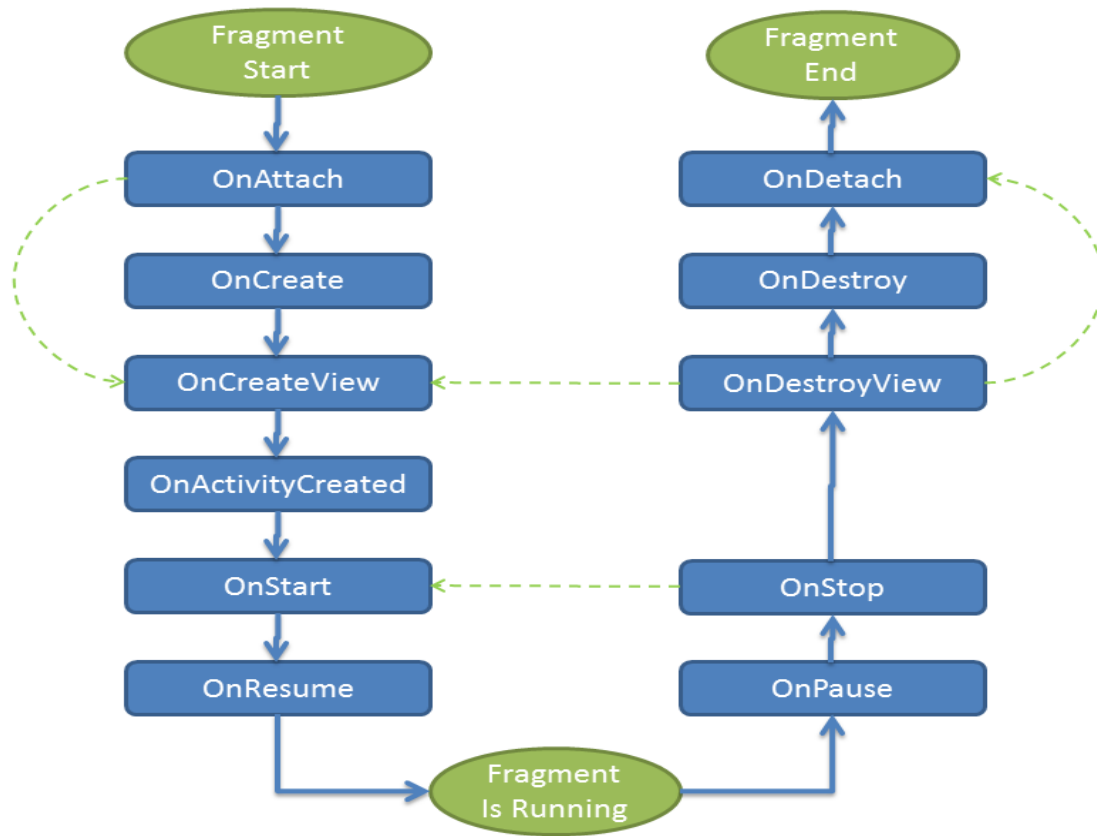 Fragment
Start
OnAttach
OnCreate
OnCreateView
OnActivityCreated
OnStart
OnResume
Fragment
Is Running
OnPause
OnStop
OnDestroyView
OnDestroy
OnDetach
Fragment
End